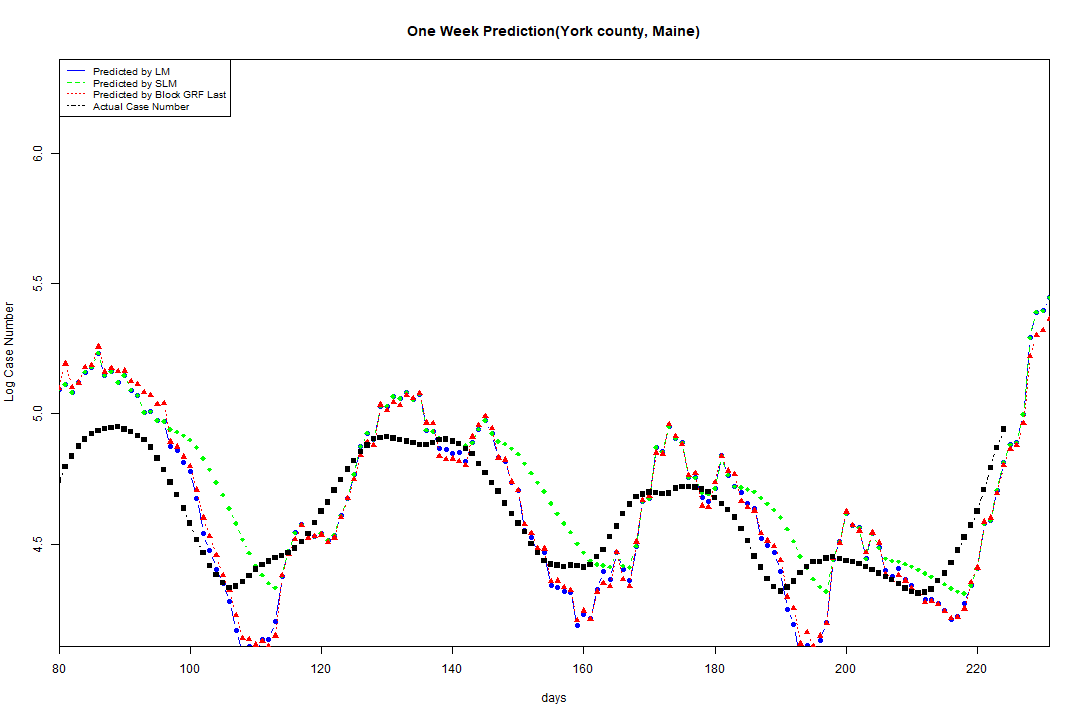 One Week Prediction(York county, Maine)
Predicted by LM
Predicted by SLM
Predicted by Block GRF Last
Actual Case Number
6.0
5.5
5.0
4.5
Log Case Number
80 100 120 140 160 180 200 220
days